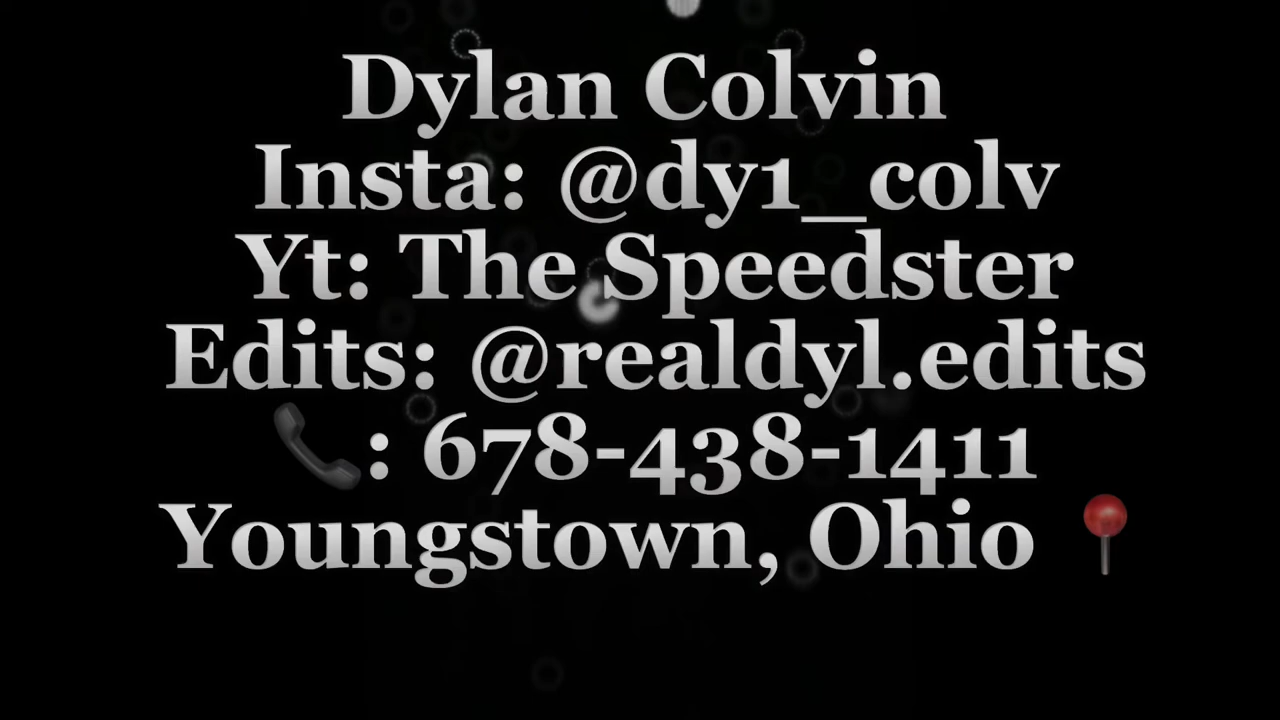 Dylan Colvin
Insta: @dy1_colv
Yt: The Speedster
Edits: @realdyl.edits
📞: 678-438-1411
Youngstown, Ohio 📍